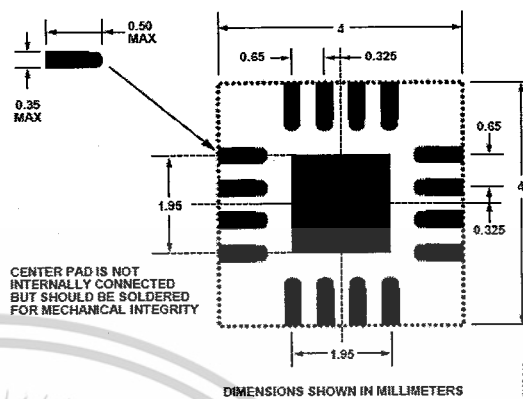 0.50
MAX
0.35
MAX
4
0.65
0.325
0.65
4
0.325
1.95
CENTER PAD IS NOT
INTERNALLY CONNECTED
BUT SHOULD BE SOLDERED
FOR MECHANICAL INTEGRITY
1.95
DIMENSIONS SHOWN IN MILLIMETERS